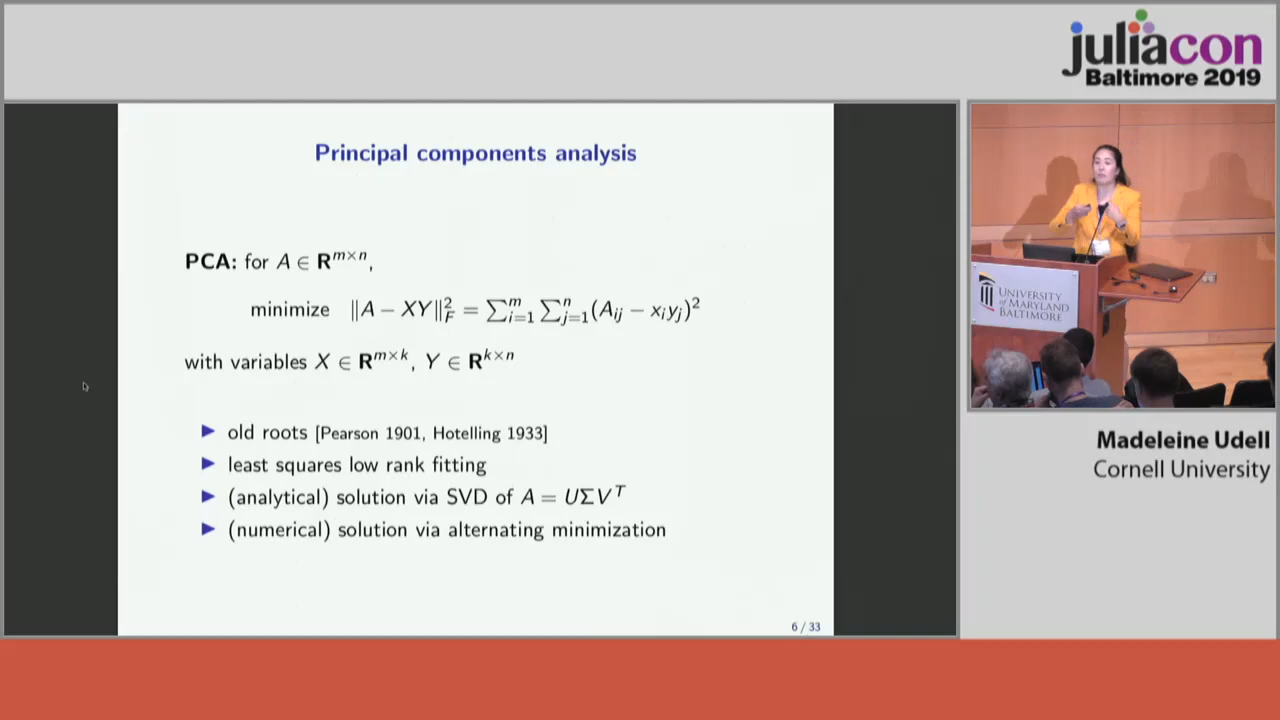 juliacon
Baltimore 2019
Principal components analysis
PCA: for A ∈ R^{m×n},
minimize ‖A − XY‖_F^2 = ∑_{i=1}^m ∑_{j=1}^n (A_{ij} − x_i y_j)^2
with variables X ∈ R^{m×k}, Y ∈ R^{k×n}
▶ old roots [Pearson 1901, Hotelling 1933]
▶ least squares low rank fitting
▶ (analytical) solution via SVD of A = UΣV^T
▶ (numerical) solution via alternating minimization
6 / 33
UNIVERSITY
OF MARYLAND
BALTIMORE
Madeleine Udell
Cornell University